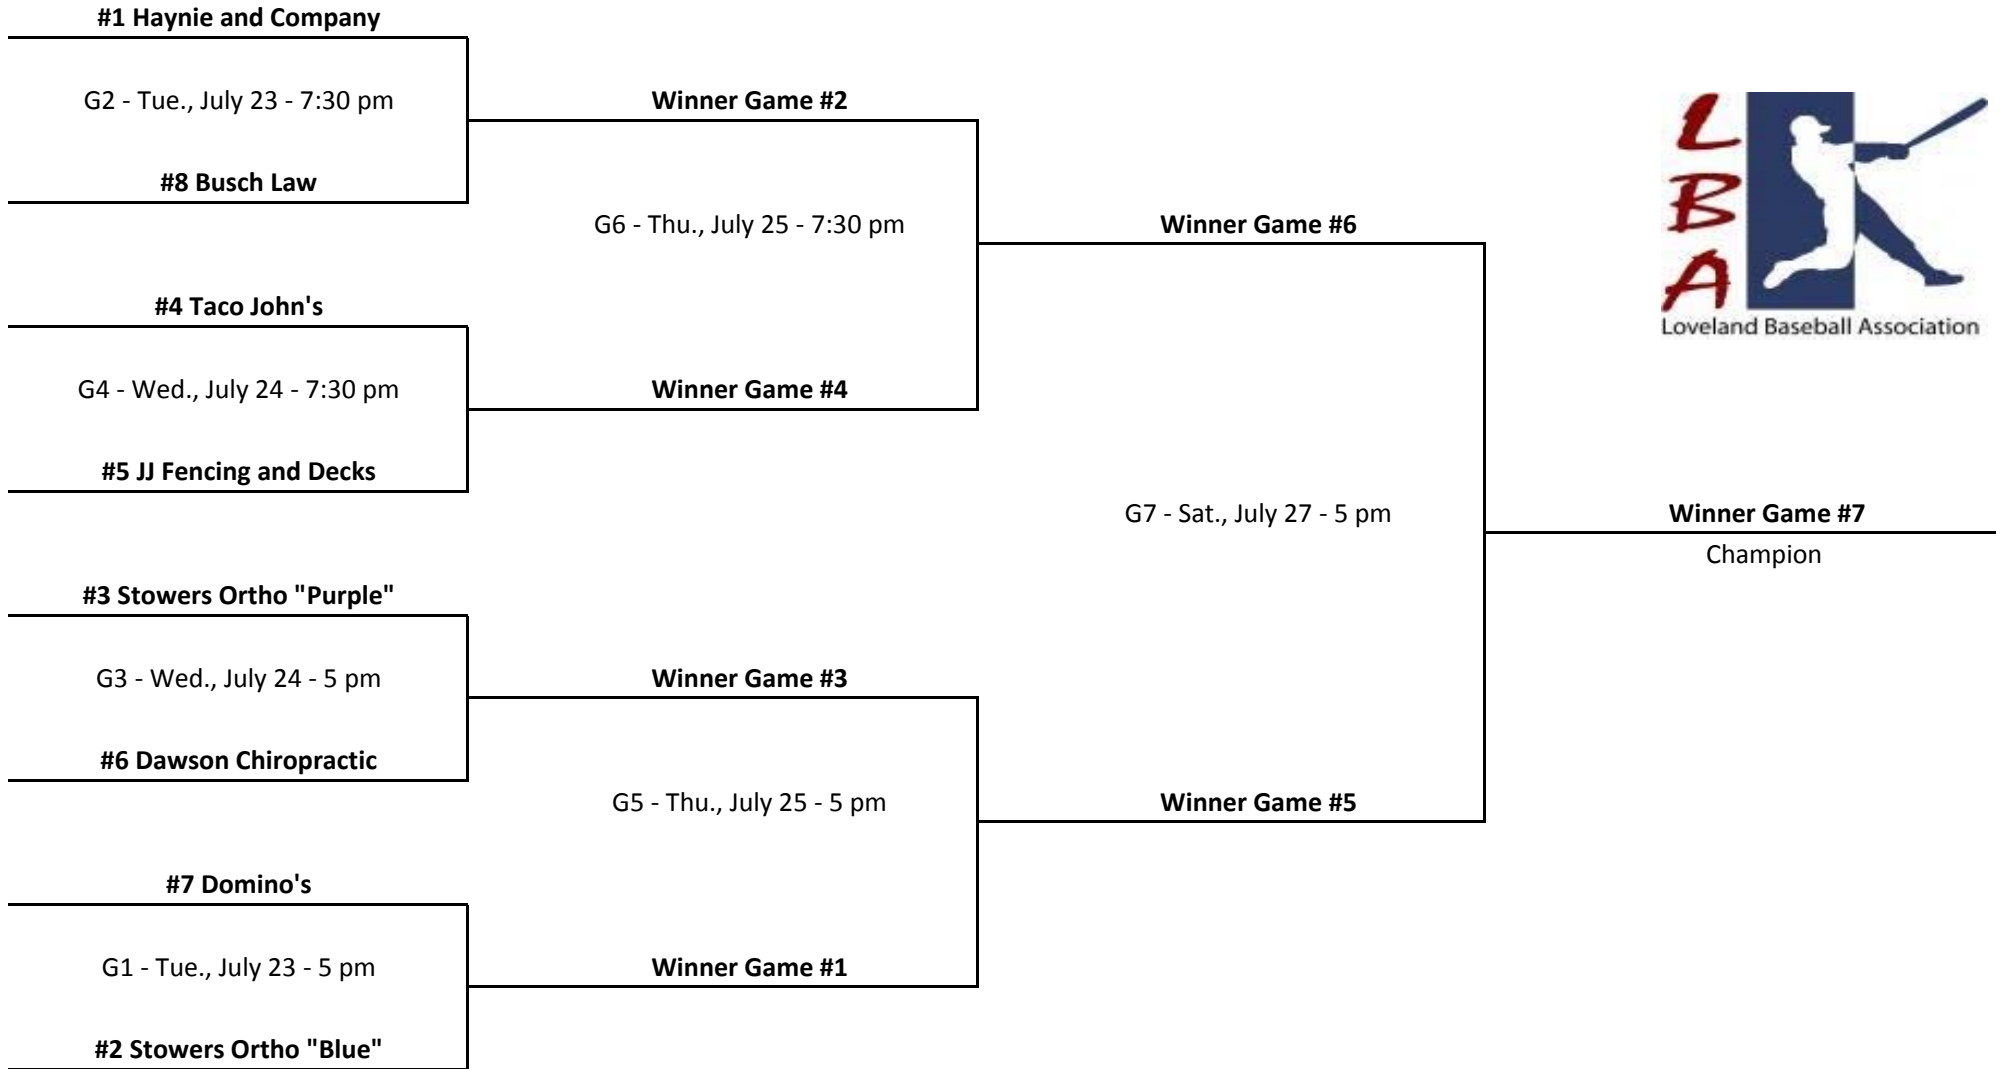 #1 Haynie and Company
G2 - Tue., July 23 - 7:30 pm
Winner Game #2
#8 Busch Law
G6 - Thu., July 25 - 7:30 pm
Winner Game #6
L
B
A
Loveland Baseball Association
#4 Taco John's
G4 - Wed., July 24 - 7:30 pm
Winner Game #4
#5 JJ Fencing and Decks
G7 - Sat., July 27 - 5 pm
Winner Game #7
Champion
#3 Stowers Ortho "Purple"
G3 - Wed., July 24 - 5 pm
Winner Game #3
#6 Dawson Chiropractic
G5 - Thu., July 25 - 5 pm
Winner Game #5
#7 Domino's
G1 - Tue., July 23 - 5 pm
Winner Game #1
#2 Stowers Ortho "Blue"